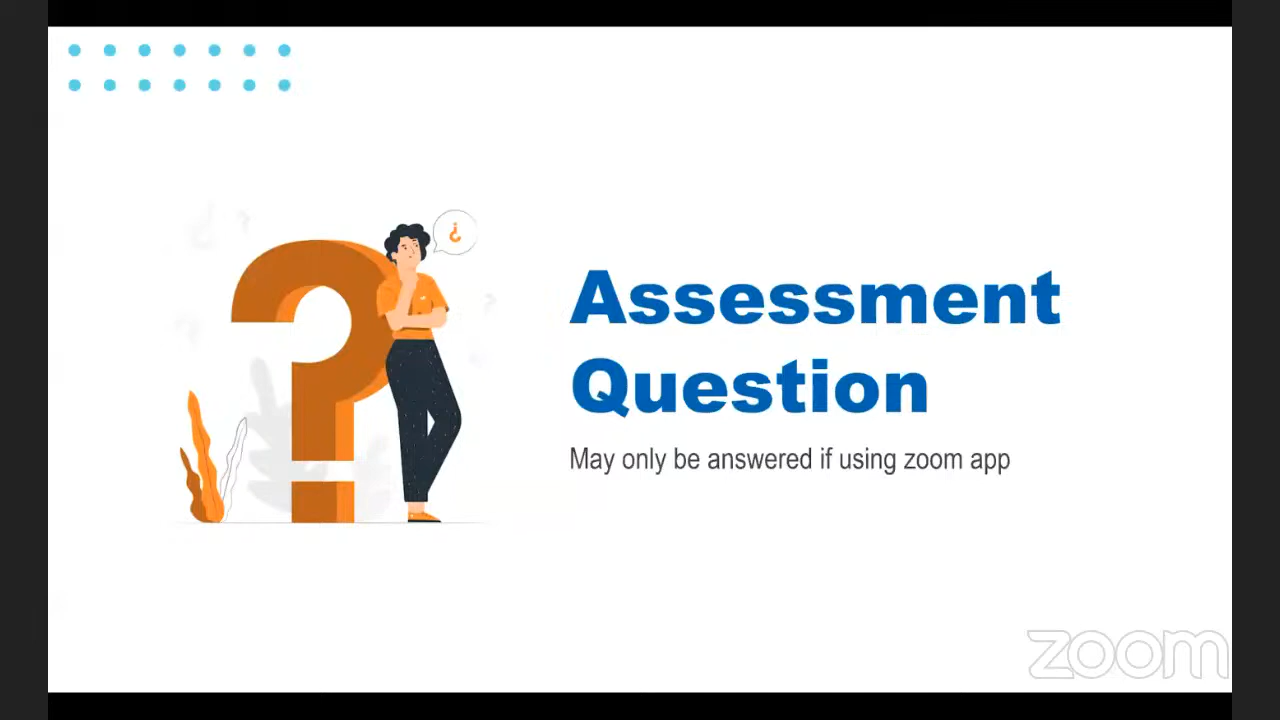 ¿
Assessment
Question
May only be answered if using zoom app
zoom